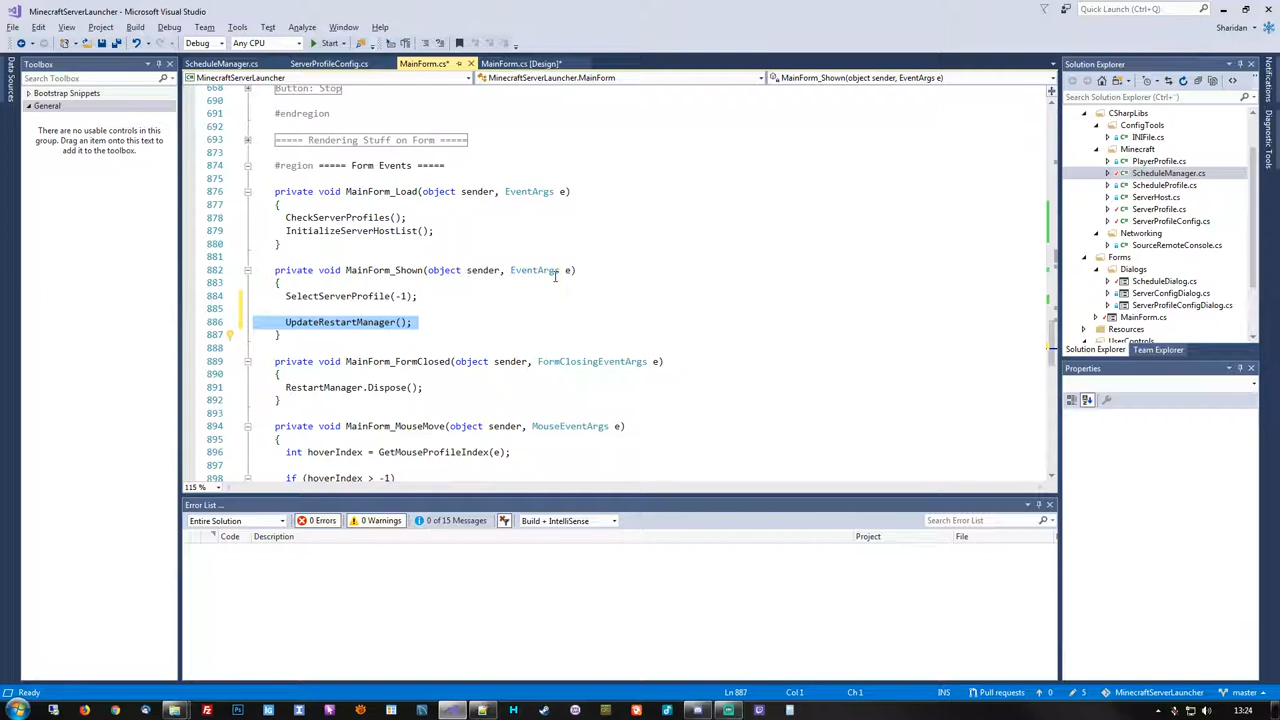 MinecraftServerLauncher - Microsoft Visual Studio
Quick Launch (Ctrl+Q)
File Edit View Project Build Debug Team Tools Test Analyze Window Help
Sharidan
Debug Any CPU Start
Data Sources
Toolbox
Search Toolbox
Bootstrap Snippets
General
There are no usable controls in this
group. Drag an item onto this text to
add it to the toolbox.
ScheduleManager.cs ServerProfileConfig.cs MainForm.cs* MainForm.cs [Design]*
MinecraftServerLauncher MinecraftServerLauncher.MainForm MainForm_Shown(object sender, EventArgs e)
668 Button: Stop
690
691 #endregion
692
693 ===== Rendering Stuff on Form =====
873
874 #region ===== Form Events =====
875
876 private void MainForm_Load(object sender, EventArgs e)
877 {
878 CheckServerProfiles();
879 InitializeServerHostList();
880 }
881
882 private void MainForm_Shown(object sender, EventArgs e)
883 {
884 SelectServerProfile(-1);
885
886 UpdateRestartManager();
887 }
888
889 private void MainForm_FormClosed(object sender, FormClosingEventArgs e)
890 {
891 RestartManager.Dispose();
892 }
893
894 private void MainForm_MouseMove(object sender, MouseEventArgs e)
895 {
896 int hoverIndex = GetMouseProfileIndex(e);
897
898 if (hoverIndex > -1)
115 %
Error List ...
Entire Solution 0 Errors 0 Warnings 0 of 15 Messages Build + IntelliSense Search Error List
Code Description Project File
Solution Explorer
Search Solution Explorer (Ctrl+¨)
CSharpLibs
ConfigTools
INIFile.cs
Minecraft
PlayerProfile.cs
ScheduleManager.cs
ScheduleProfile.cs
ServerHost.cs
ServerProfile.cs
ServerProfileConfig.cs
Networking
SourceRemoteConsole.cs
Forms
Dialogs
ScheduleDialog.cs
ServerConfigDialog.cs
ServerProfileConfigDialog.cs
MainForm.cs
Resources
UserControls
Solution Explorer Team Explorer
Properties
Notifications
Diagnostic Tools
Ready Ln 887 Col 1 Ch 1 INS Pull requests 0 5 MinecraftServerLauncher master
13:24